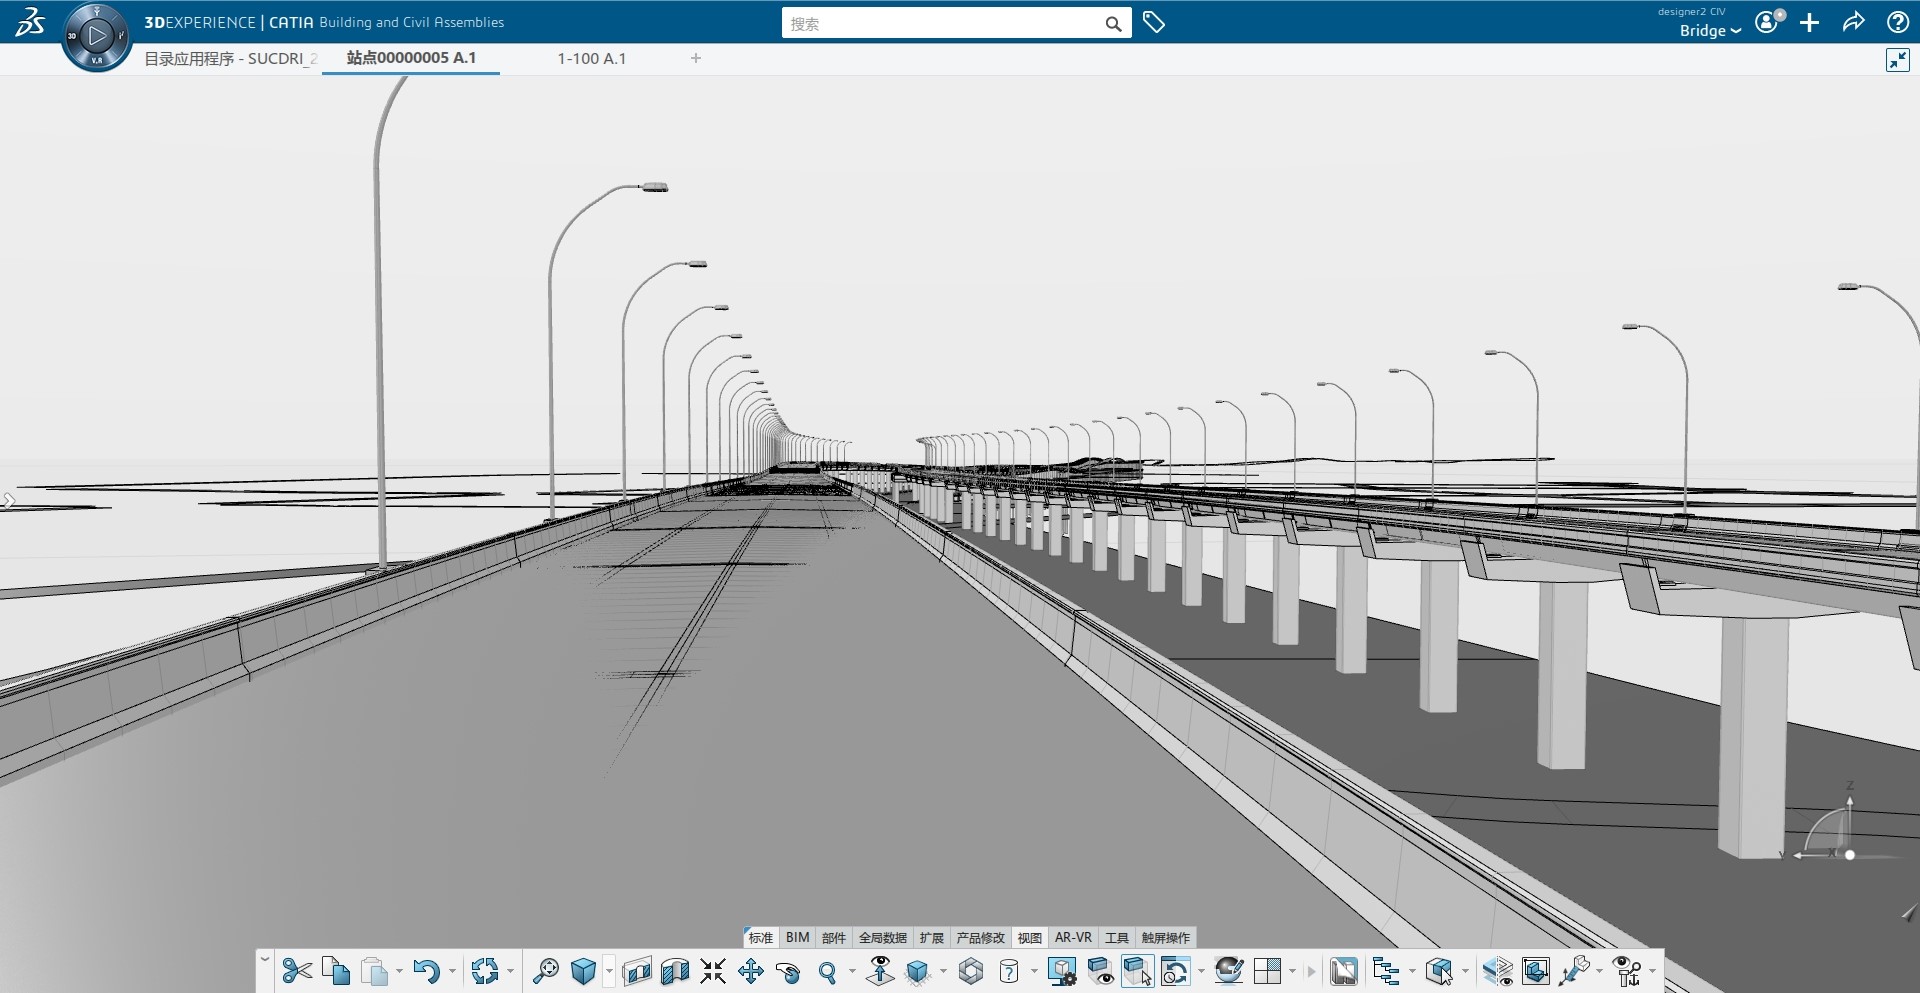 3DEXPERIENCE | CATIA Building and Civil Assemblies
3D
V.R
搜索
designer2 CIV
Bridge
目录应用程序 - SUCDRI_2
站点00000005 A.1
1-100 A.1
Z
Y
X
标准 BIM 部件 全局数据 扩展 产品修改 视图 AR-VR 工具 触屏操作